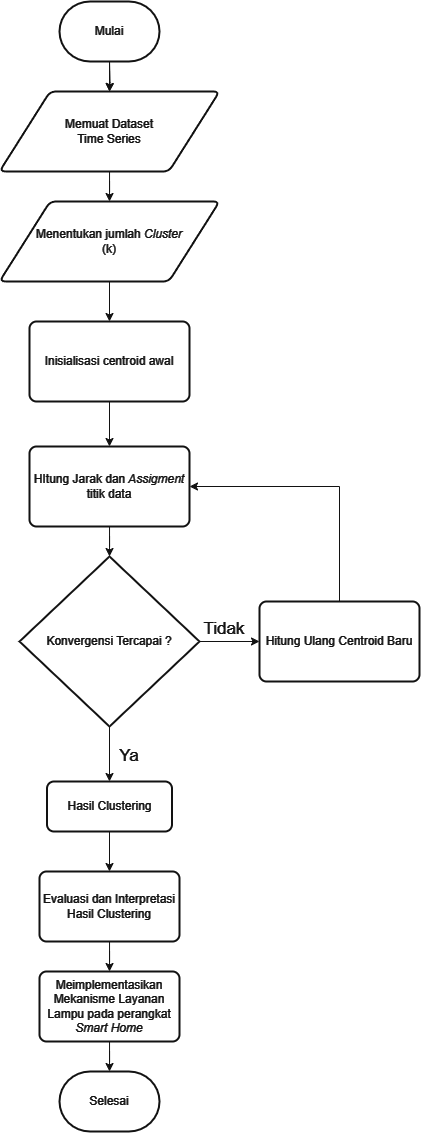 Mulai
Memuat Dataset
Time Series
Menentukan jumlah Cluster
(k)
Inisialisasi centroid awal
HItung Jarak dan Assigment
titik data
Konvergensi Tercapai ?
Tidak
Hitung Ulang Centroid Baru
Ya
Hasil Clustering
Evaluasi dan Interpretasi
Hasil Clustering
Meimplementasikan
Mekanisme Layanan
Lampu pada perangkat
Smart Home
Selesai